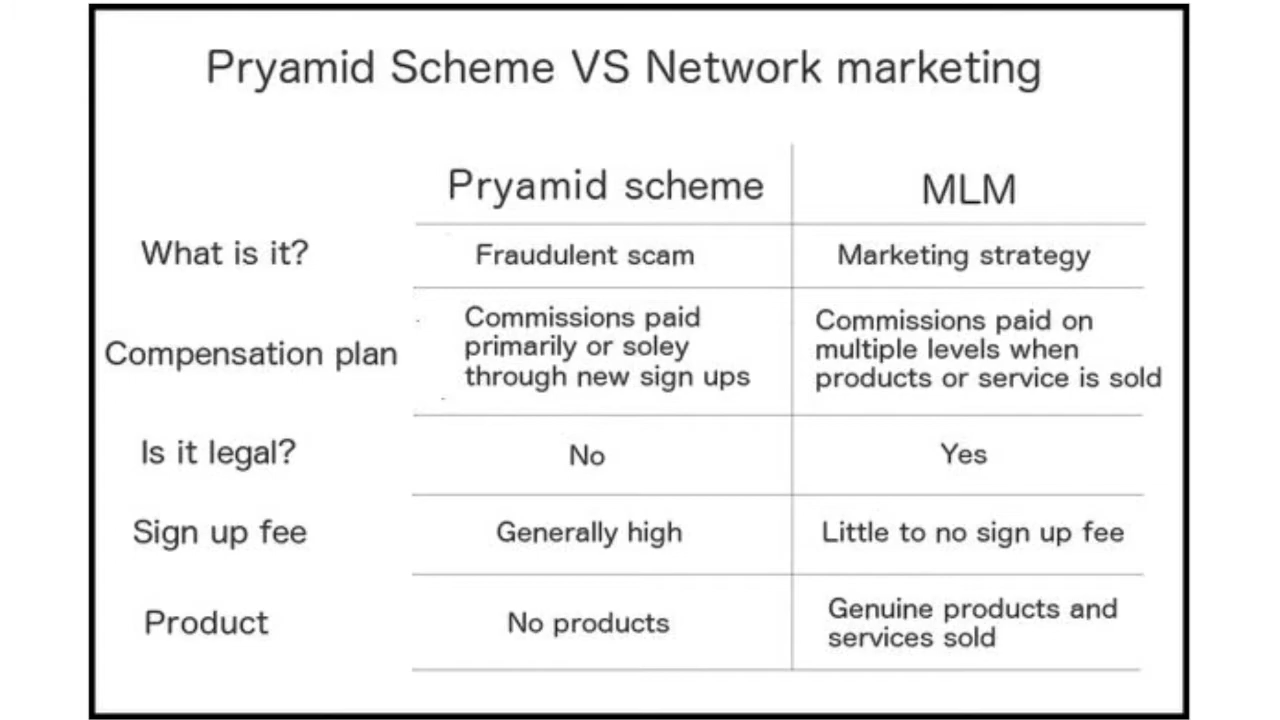 Pryamid Scheme VS Network marketing
Pryamid scheme
MLM
What is it?
Fraudulent scam
Marketing strategy
Compensation plan
Commissions paid
primarily or soley
through new sign ups
Commissions paid on
multiple levels when
products or service is sold
Is it legal?
No
Yes
Sign up fee
Generally high
Little to no sign up fee
Product
No products
Genuine products and
services sold